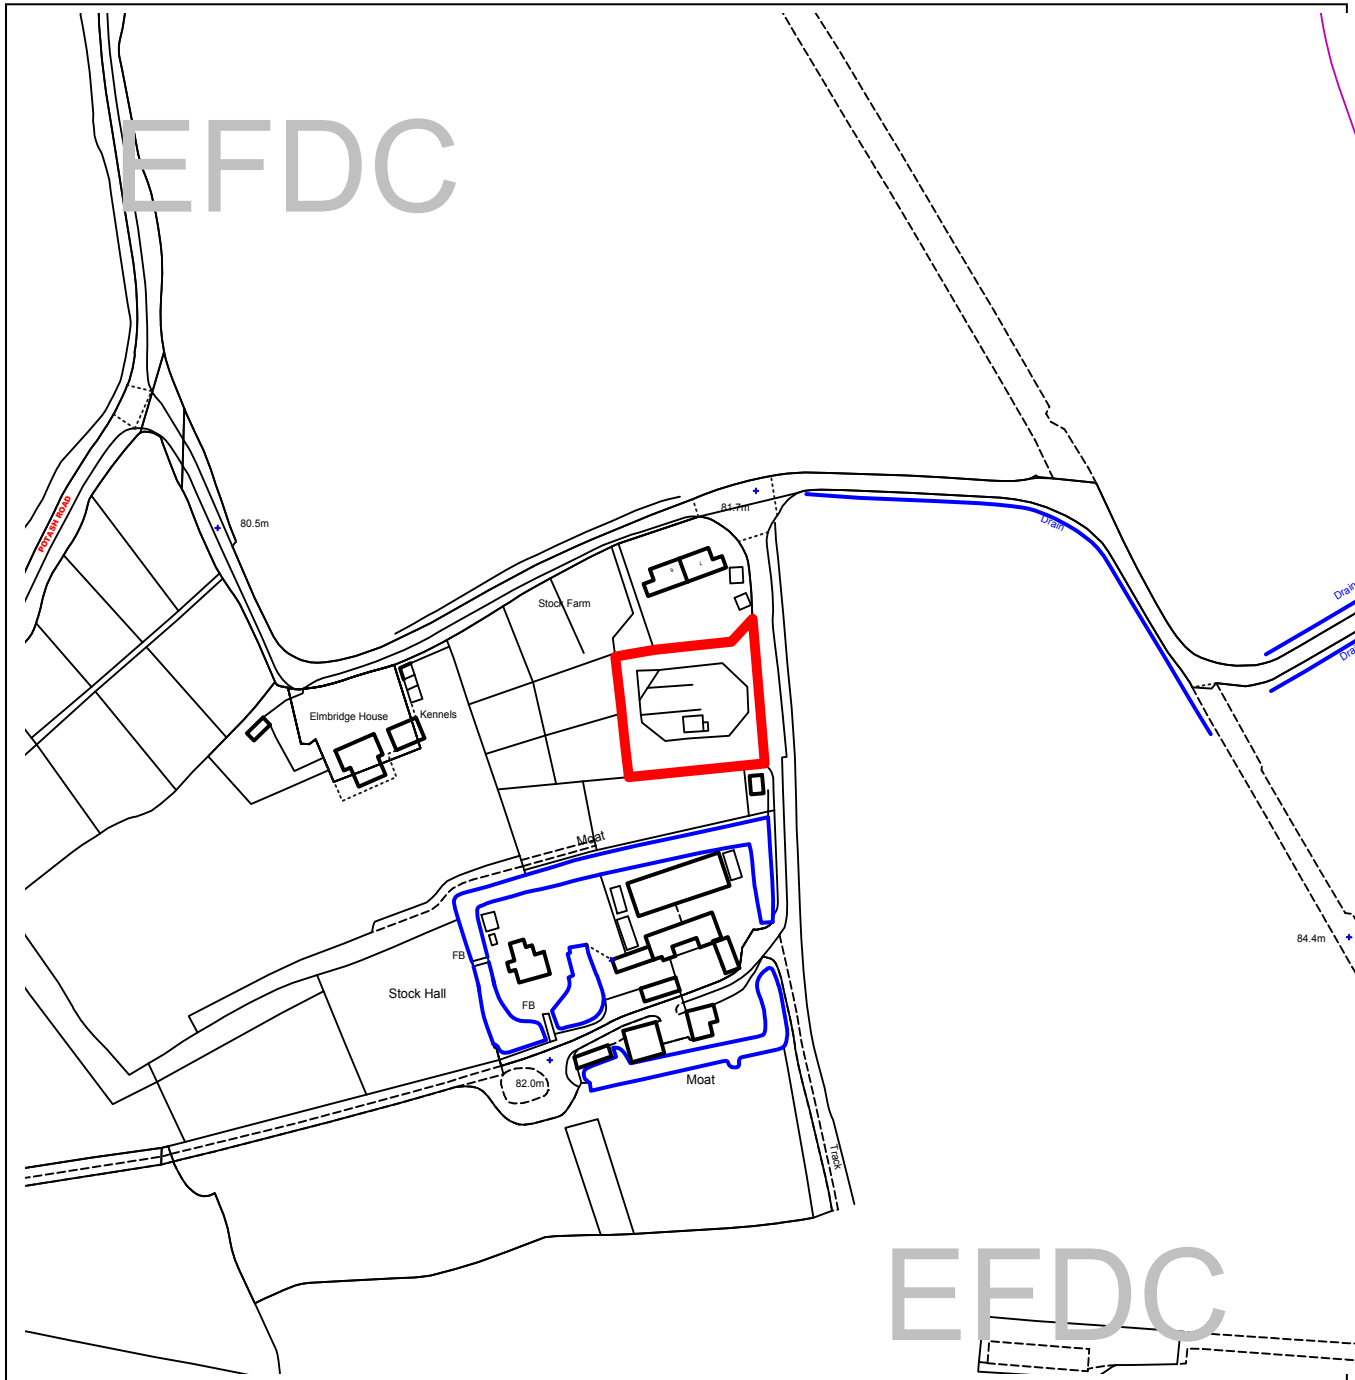 EFDC
POTASH ROAD
80.5m
81.7m
Drain
Drain
Drain
Stock Farm
Elmbridge House
Kennels
Moat
FB
Stock Hall
FB
84.4m
82.0m
Moat
Track
EFDC